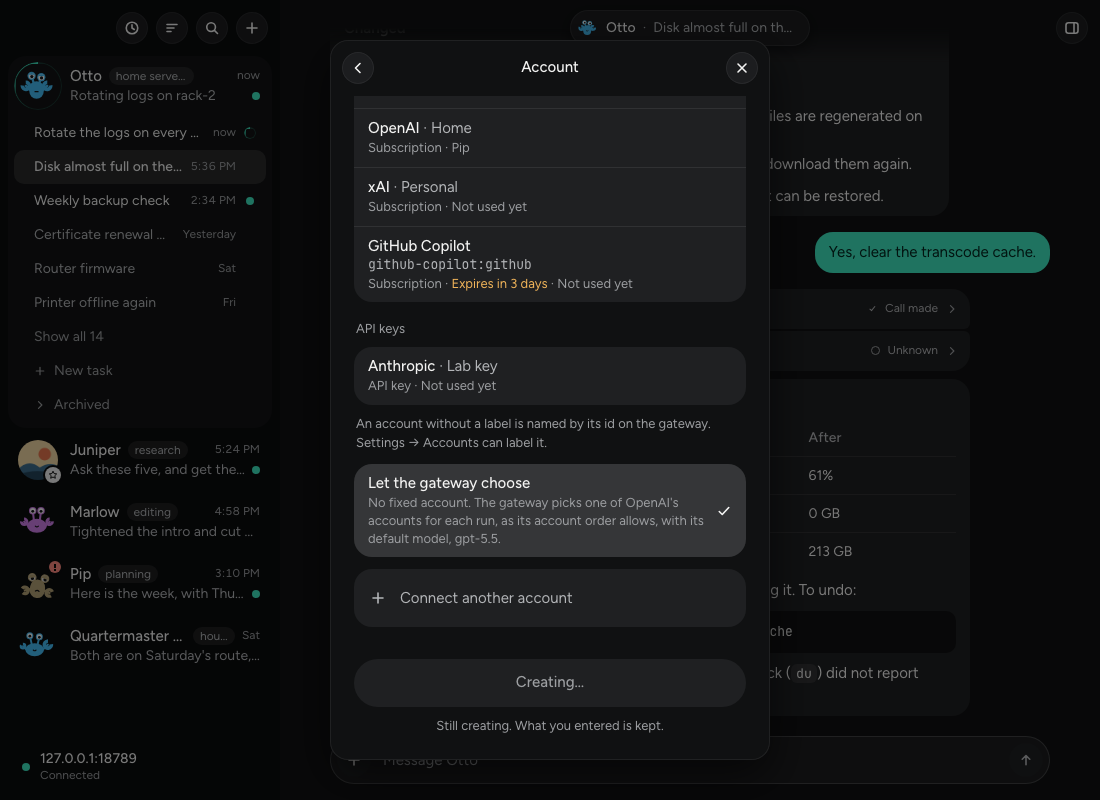 Otto · Disk almost full on th…
Otto home serve… now
Rotating logs on rack-2
Rotate the logs on every … now
Disk almost full on the… 5:36 PM
Weekly backup check 2:34 PM
Certificate renewal … Yesterday
Router firmware Sat
Printer offline again Fri
Show all 14
New task
Archived
Juniper research 5:24 PM
Ask these five, and get the…
Marlow editing 4:58 PM
Tightened the intro and cut …
Pip planning 3:10 PM
Here is the week, with Thu…
Quartermaster … hou… Sat
Both are on Saturday's route,…
127.0.0.1:18789
Connected
Account
OpenAI · Home
Subscription · Pip
xAI · Personal
Subscription · Not used yet
GitHub Copilot
github-copilot:github
Subscription · Expires in 3 days · Not used yet
API keys
Anthropic · Lab key
API key · Not used yet
An account without a label is named by its id on the gateway.
Settings → Accounts can label it.
Let the gateway choose
No fixed account. The gateway picks one of OpenAI's
accounts for each run, as its account order allows, with its
default model, gpt-5.5.
Connect another account
Creating…
Still creating. What you entered is kept.
are regenerated on
download them again.
can be restored.
Yes, clear the transcode cache.
Call made
Unknown
After
61%
0 GB
213 GB
it. To undo:
(du) did not report
Message Otto